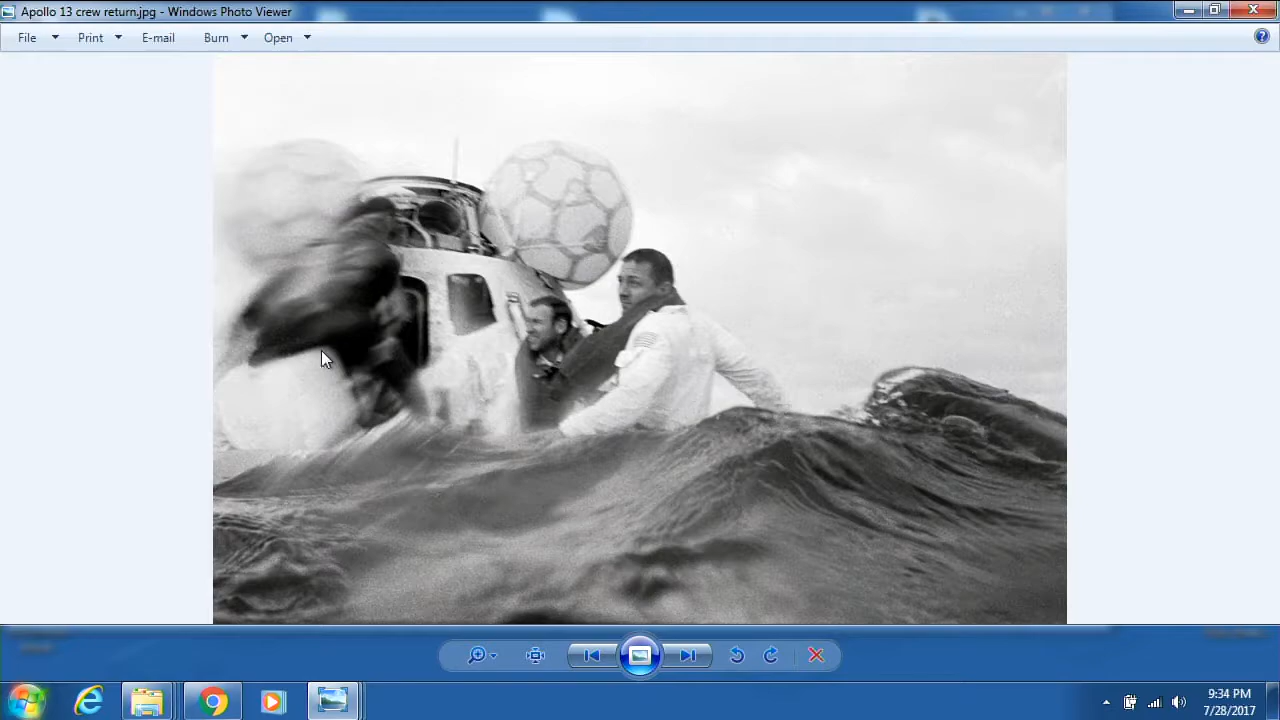 Apollo 13 crew return.jpg - Windows Photo Viewer
File Print E-mail Burn Open
9:34 PM
7/28/2017